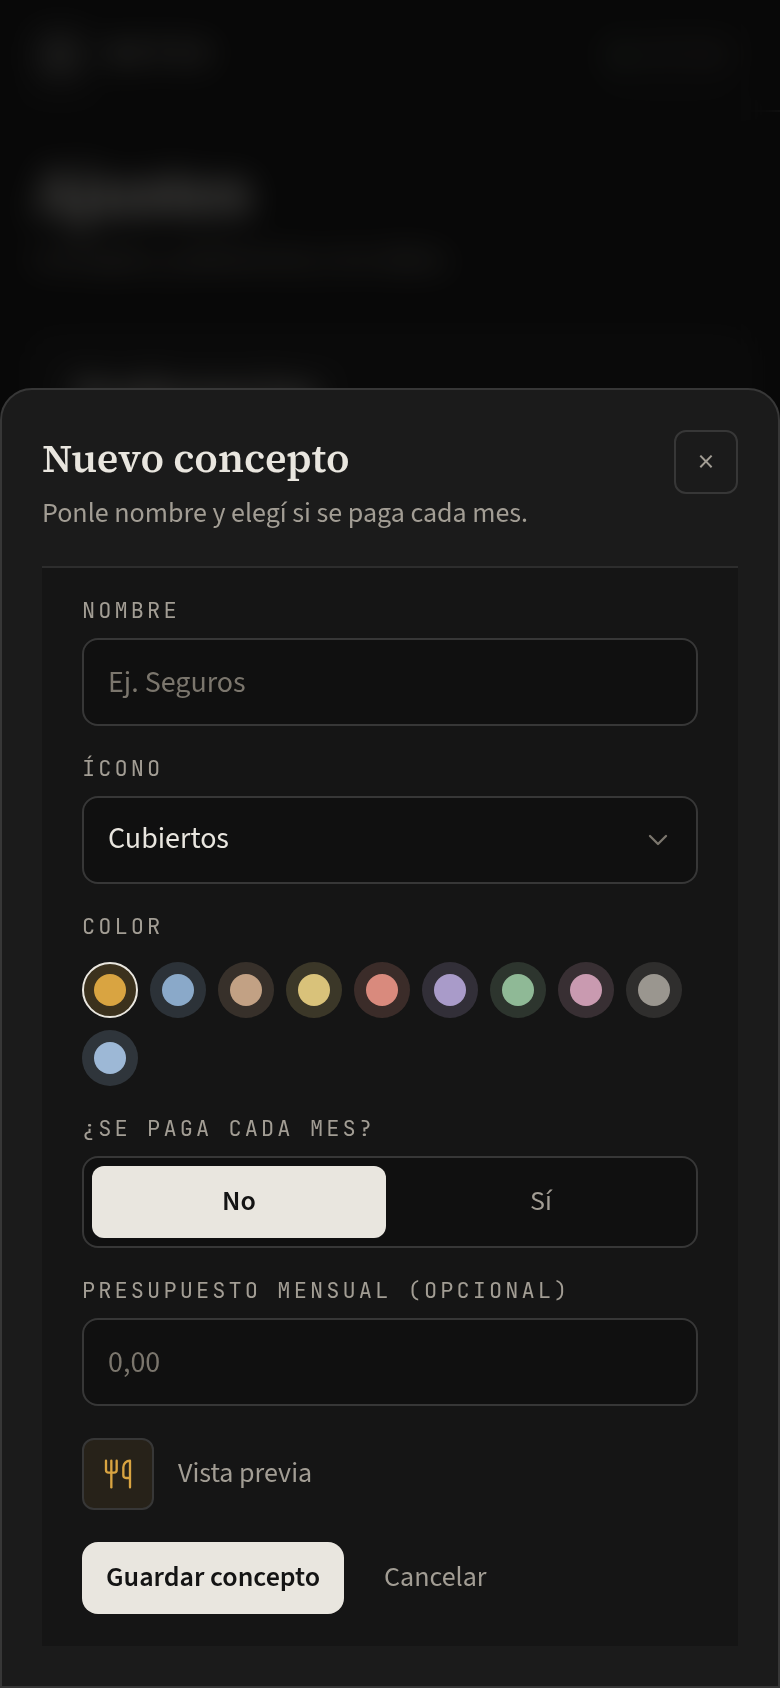 Nuevo concepto
×
Ponle nombre y elegí si se paga cada mes.
NOMBRE
Ej. Seguros
ÍCONO
Cubiertos
COLOR
¿SE PAGA CADA MES?
No
Sí
PRESUPUESTO MENSUAL (OPCIONAL)
0,00
Vista previa
Guardar concepto
Cancelar